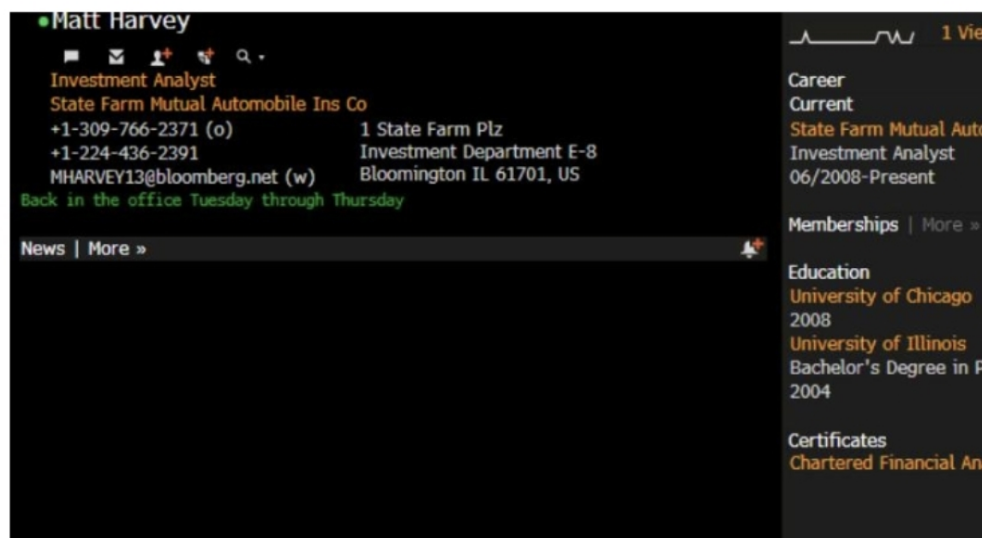 Matt Harvey
Investment Analyst
State Farm Mutual Automobile Ins Co
+1-309-766-2371 (o)
1 State Farm Plz
+1-224-436-2391
Investment Department E-8
MHARVEY13@bloomberg.net (w)
Bloomington IL 61701, US
Back in the office Tuesday through Thursday
News | More »
1 Vie
Career
Current
State Farm Mutual Auto
Investment Analyst
06/2008-Present
Memberships | More »
Education
University of Chicago
2008
University of Illinois
Bachelor's Degree in P
2004
Certificates
Chartered Financial An